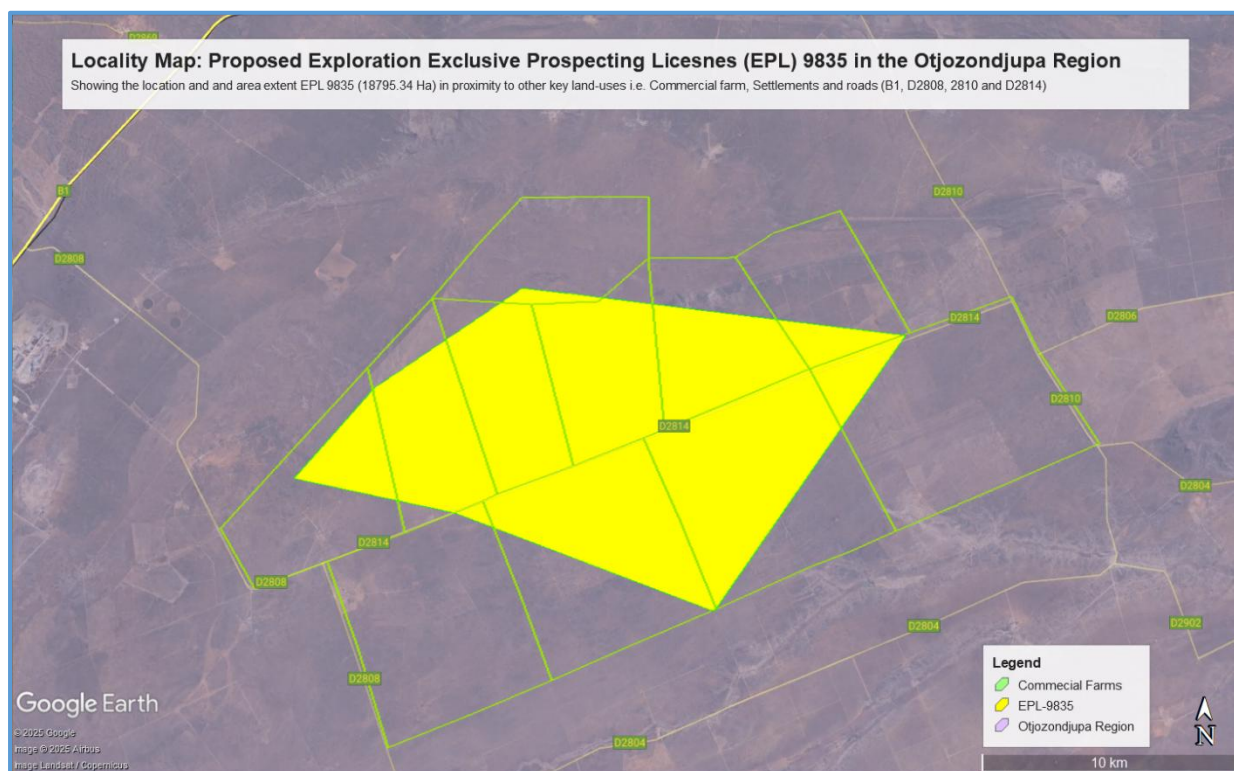 D2869
Locality Map: Proposed Exploration Exclusive Prospecting Licesnes (EPL) 9835 in the Otjozondjupa Region
Showing the location and and area extent EPL 9835 (18795.34 Ha) in proximity to other key land-uses i.e. Commercial farm, Settlements and roads (B1, D2808, 2810 and D2814)
B1
D2810
D2808
D2814
D2806
D2810
D2814
D2804
D2814
D2808
D2804
D2902
D2808
D2804
Legend
Commecial Farms
EPL-9835
Otjozondjupa Region
N
10 km
Google Earth
© 2025 Google
Image © 2025 Airbus
Image Landsat / Copernicus